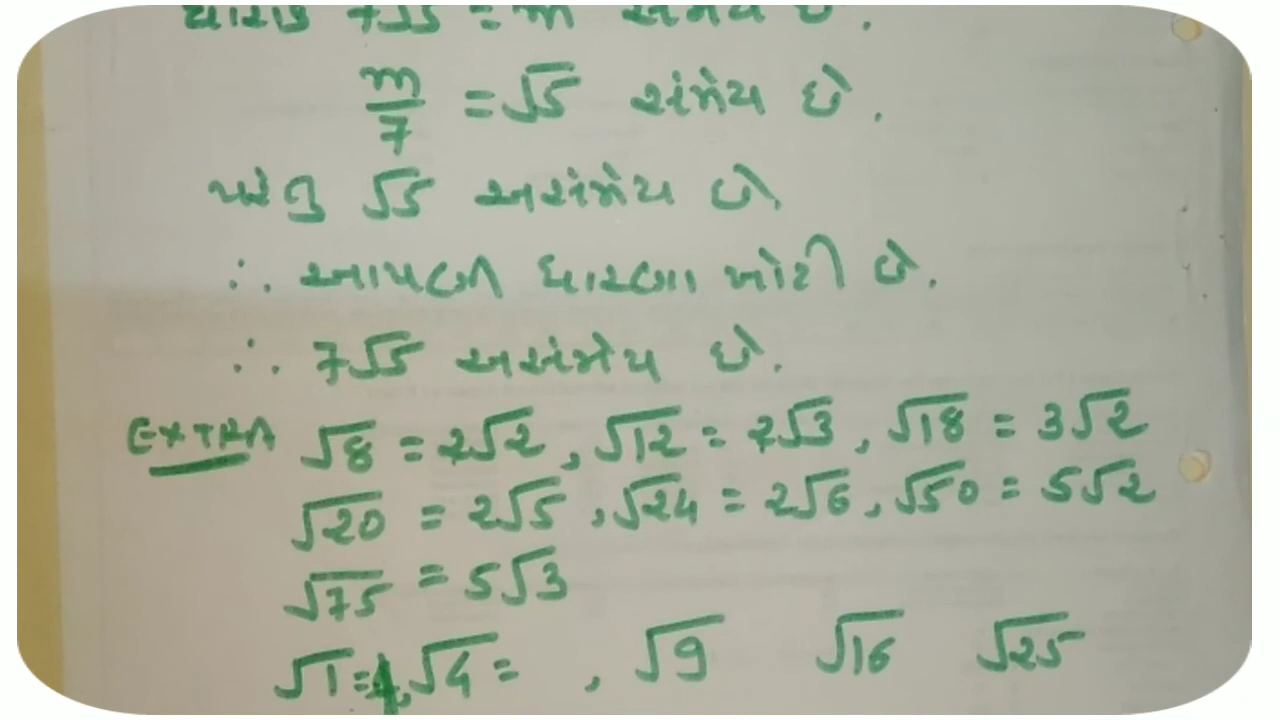 ધારો કે 7√5 = m સંમેય છે.
m/7 = √5 સંમેય છે.
પરંતુ √5 અસંમેય છે
∴ આપણી ધારણા ખોટી છે.
∴ 7√5 અસંમેય છે.
EXTRA √8 = 2√2, √12 = 2√3, √18 = 3√2
√20 = 2√5, √24 = 2√6, √50 = 5√2
√75 = 5√3
√1 = 1, √4 = , √9 √16 √25